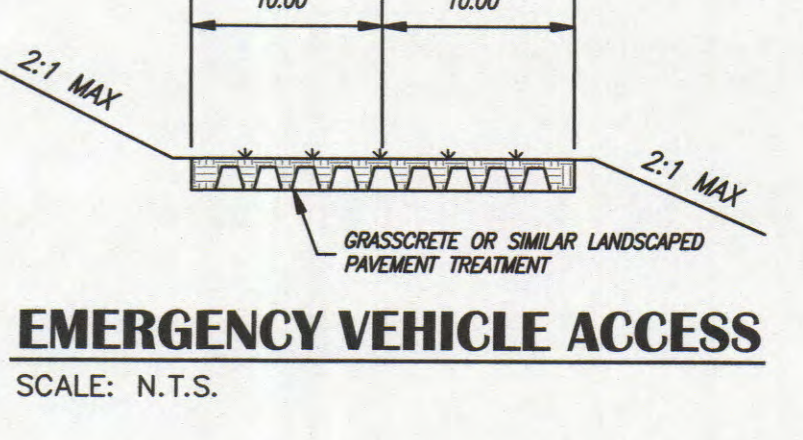 10.00 10.00
2:1 MAX
2:1 MAX
GRASSCRETE OR SIMILAR LANDSCAPED
PAVEMENT TREATMENT
EMERGENCY VEHICLE ACCESS
SCALE: N.T.S.